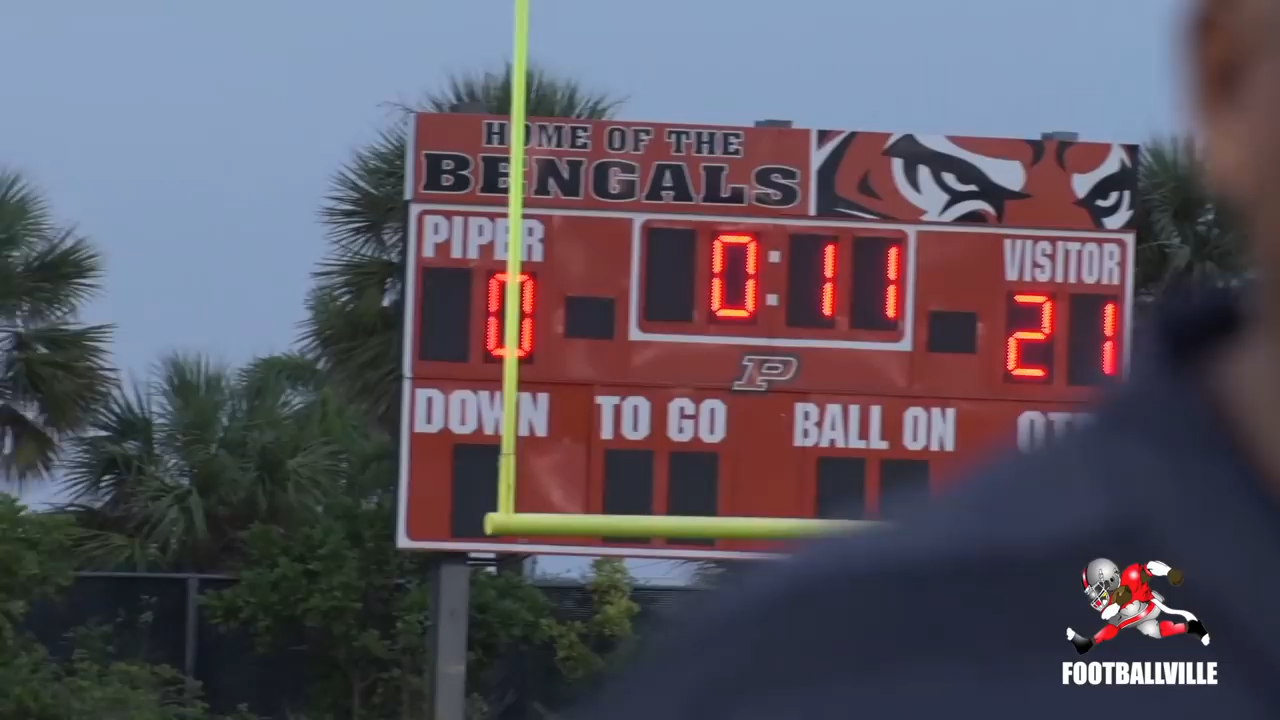 HOME OF THE
BENGALS
PIPER
0:11
VISITOR
0
21
P
DOWN
TO GO
BALL ON
FOOTBALLVILLE